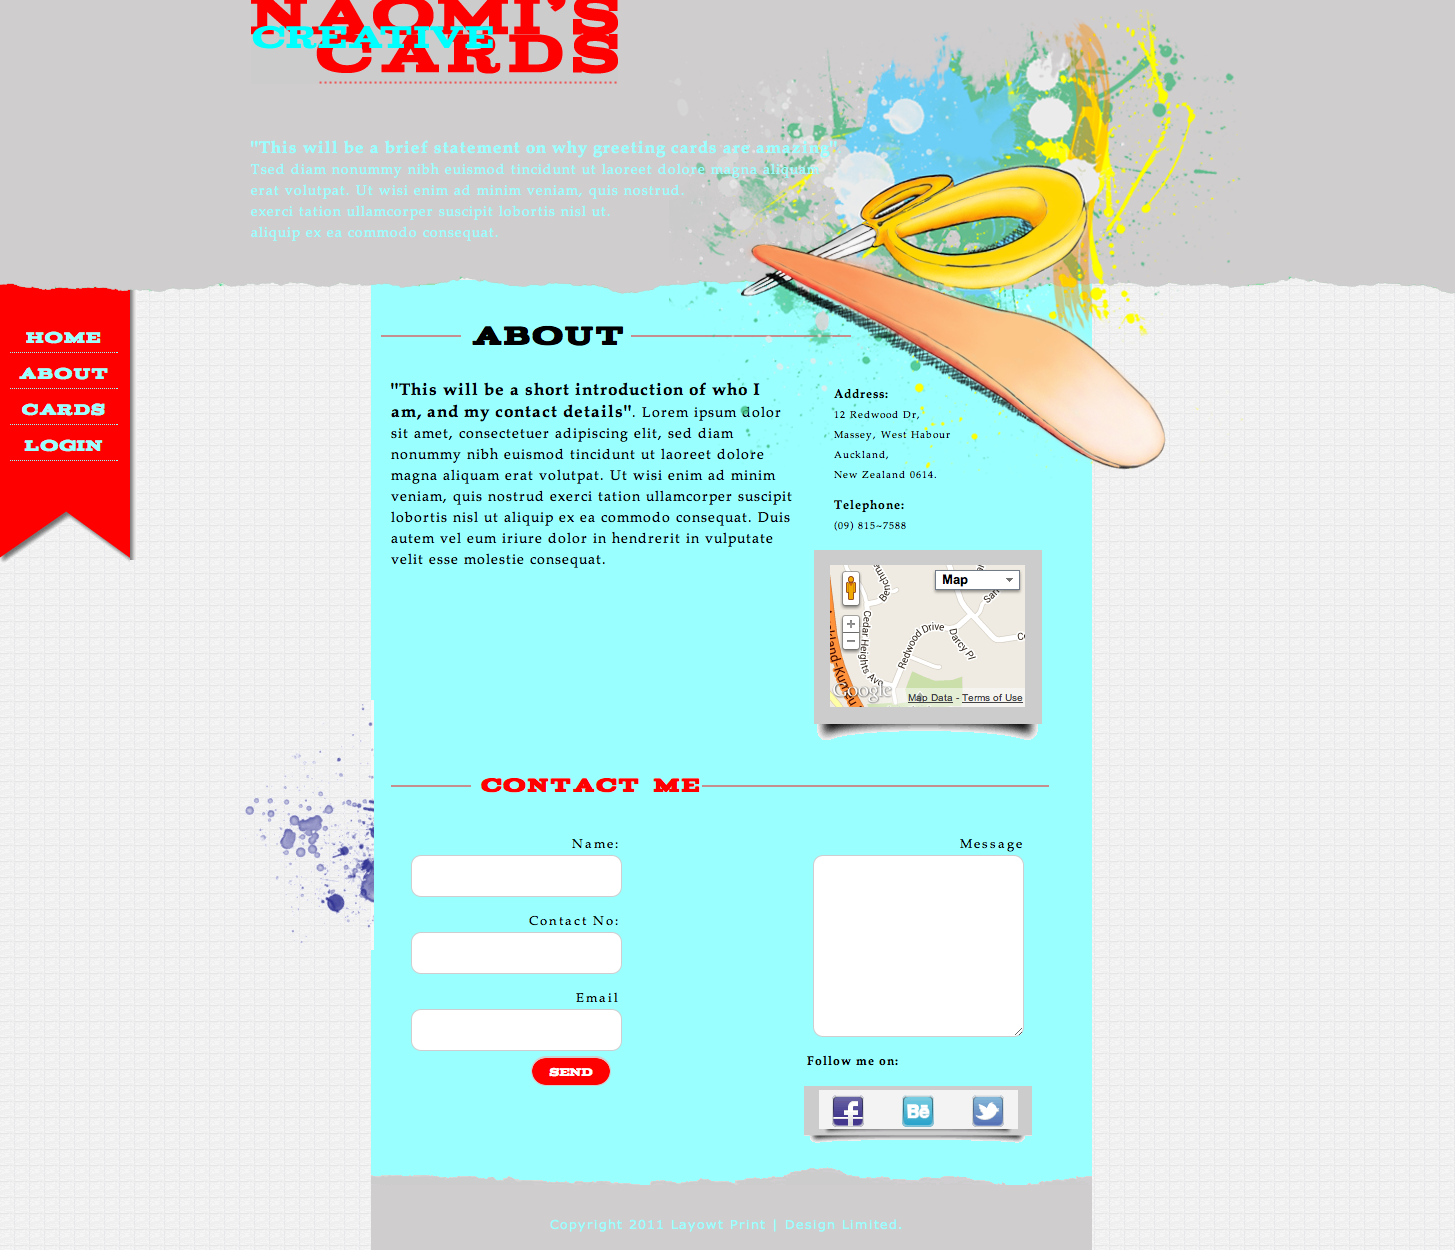 NAOMI'S
CREATIVE
CARDS
"This will be a brief statement on why greeting cards are amazing"
Tsed diam nonummy nibh euismod tincidunt ut laoreet dolore magna aliquam
erat volutpat. Ut wisi enim ad minim veniam, quis nostrud.
exerci tation ullamcorper suscipit lobortis nisl ut.
aliquip ex ea commodo consequat.
HOME
ABOUT
CARDS
LOGIN
ABOUT
"This will be a short introduction of who I
am, and my contact details". Lorem ipsum dolor
sit amet, consectetuer adipiscing elit, sed diam
nonummy nibh euismod tincidunt ut laoreet dolore
magna aliquam erat volutpat. Ut wisi enim ad minim
veniam, quis nostrud exerci tation ullamcorper suscipit
lobortis nisl ut aliquip ex ea commodo consequat. Duis
autem vel eum iriure dolor in hendrerit in vulputate
velit esse molestie consequat.
Address:
12 Redwood Dr,
Massey, West Habour
Auckland,
New Zealand 0614.
Telephone:
(09) 815~7588
Map
Cedar Heights Ave
Redwood Drive
Darcy Pl
Google
Map Data - Terms of Use
CONTACT ME
Name:
Contact No:
Email
SEND
Message
Follow me on:
f
Bē
Copyright 2011 Layowt Print | Design Limited.